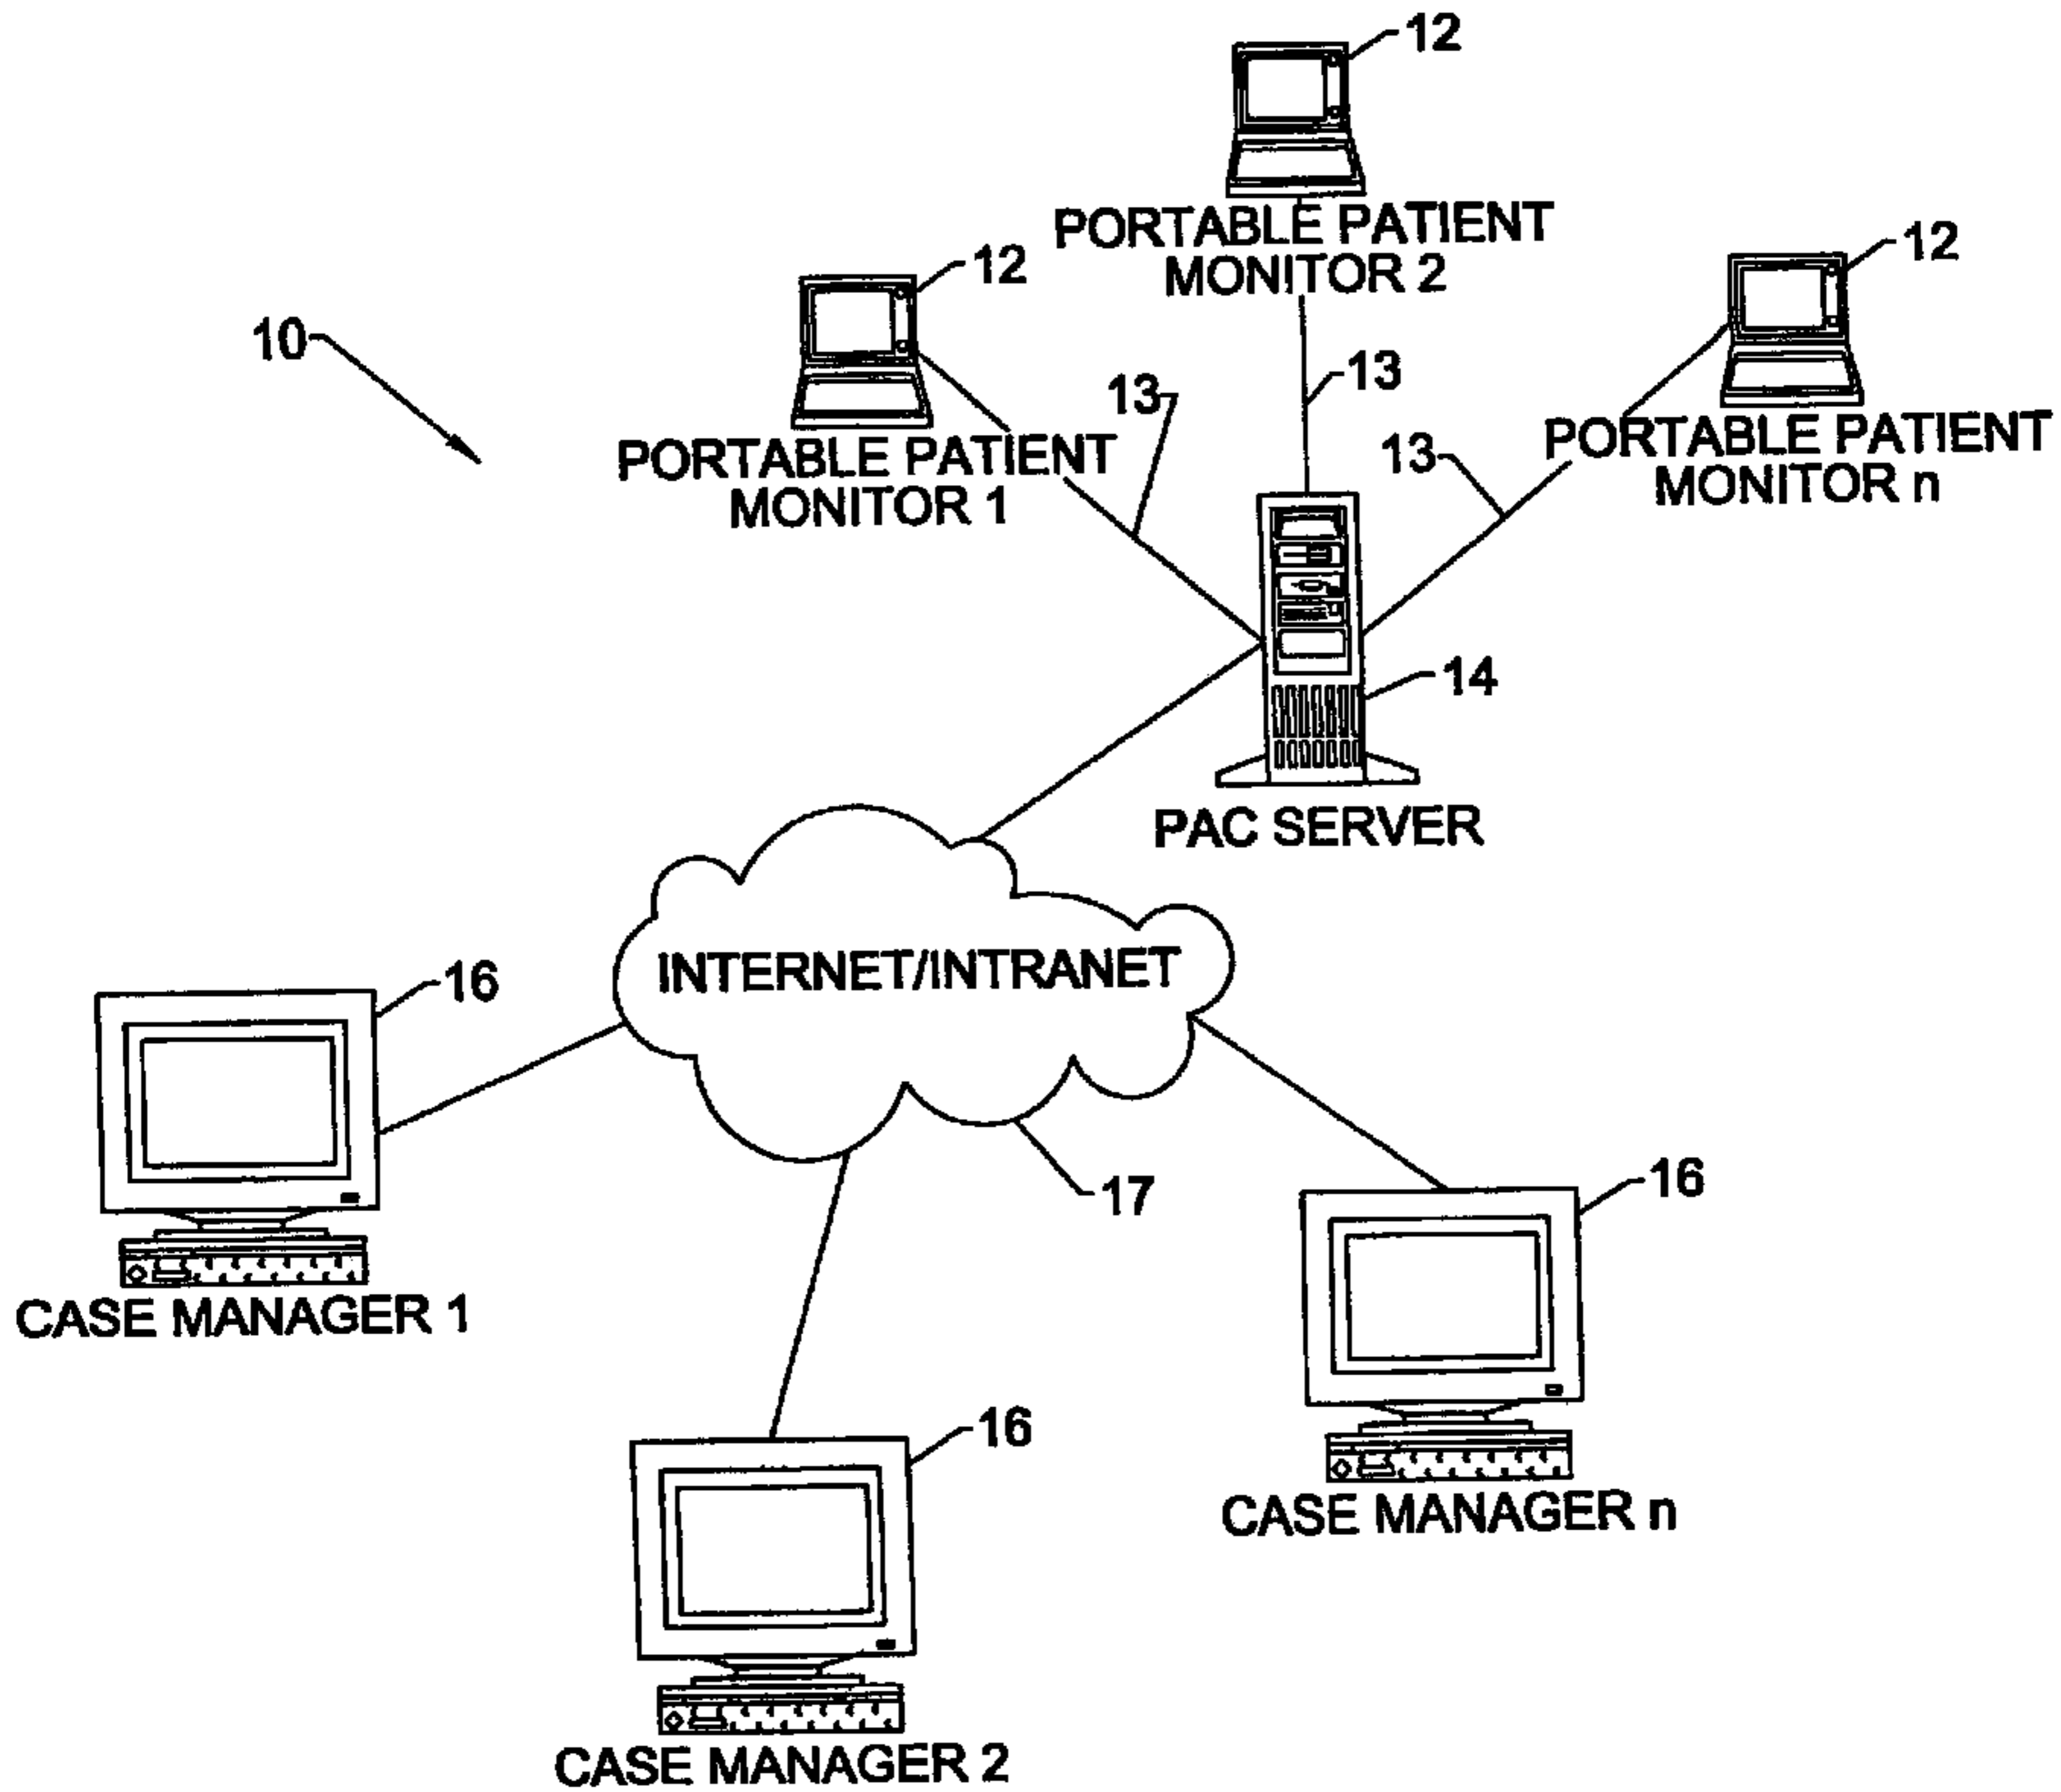 12
PORTABLE PATIENT
MONITOR 2
12
12
10
PORTABLE PATIENT
MONITOR 1
13
13
13
PORTABLE PATIENT
MONITOR n
14
PAC SERVER
INTERNET/INTRANET
16
CASE MANAGER 1
17
16
CASE MANAGER n
16
CASE MANAGER 2